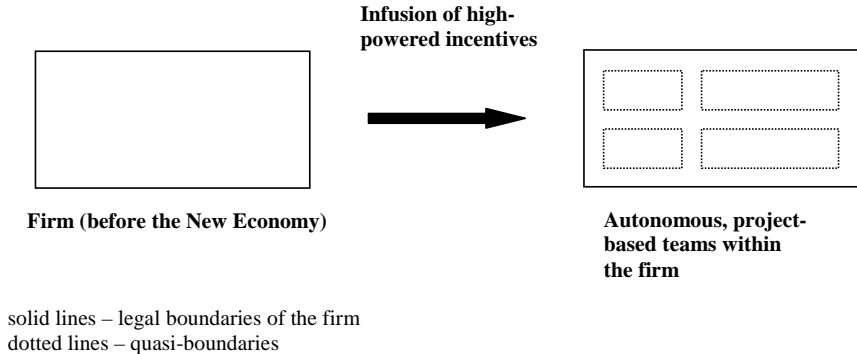 Infusion of high-
powered incentives
Firm (before the New Economy)
Autonomous, project-
based teams within
the firm
solid lines – legal boundaries of the firm
dotted lines – quasi-boundaries